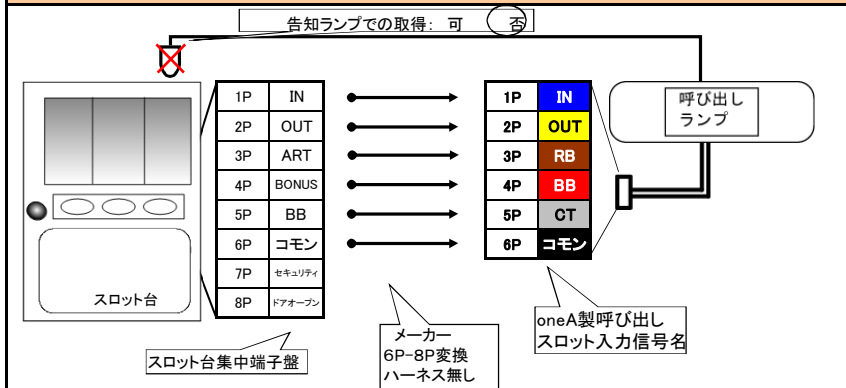 告知ランプでの取得: 可 否
1P IN
2P OUT
3P ART
4P BONUS
5P BB
6P コモン
7P セキュリティ
8P ドアオープン
1P IN
2P OUT
3P RB
4P BB
5P CT
6P コモン
呼び出し
ランプ
スロット台
スロット台集中端子盤
メーカー
6P-8P変換
ハーネス無し
oneA製呼び出し
スロット入力信号名